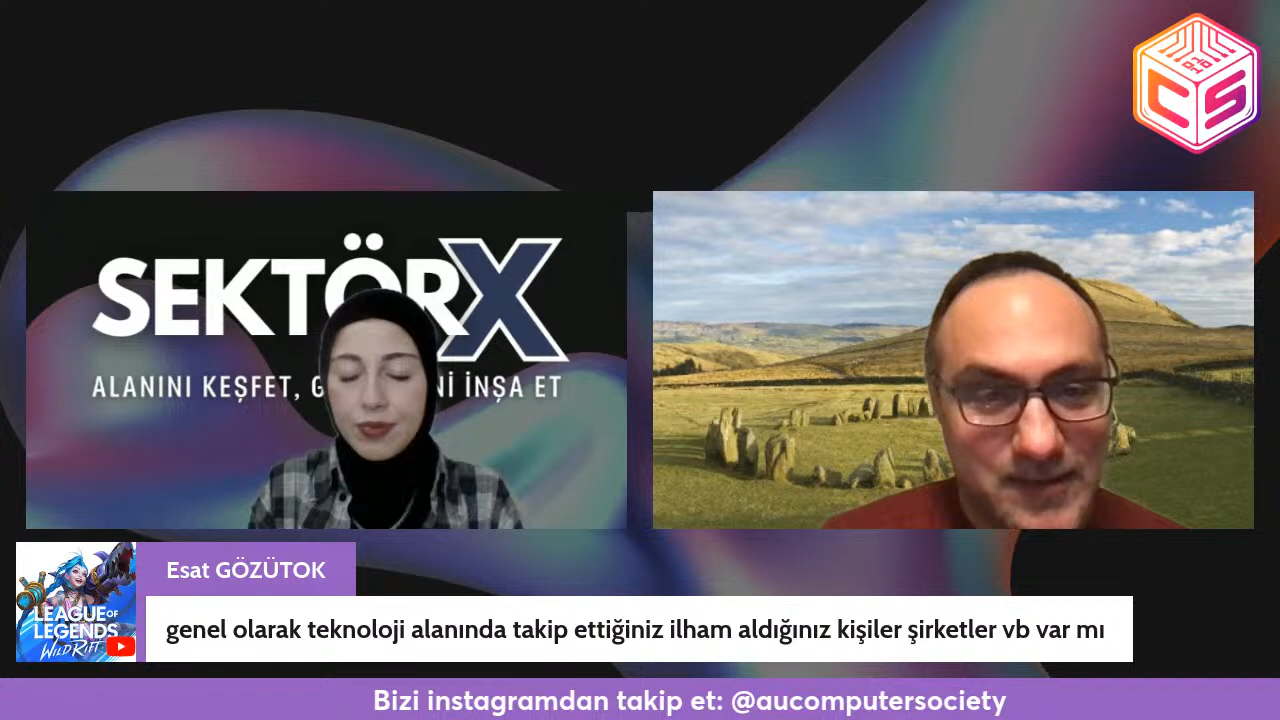 CS
SEKTÖRX
ALANINI KEŞFET, G Nİ İNŞA ET
LEAGUE OF
LEGENDS
WILD RIFT
Esat GÖZÜTOK
genel olarak teknoloji alanında takip ettiğiniz ilham aldığınız kişiler şirketler vb var mı
Bizi instagramdan takip et: @aucomputersociety